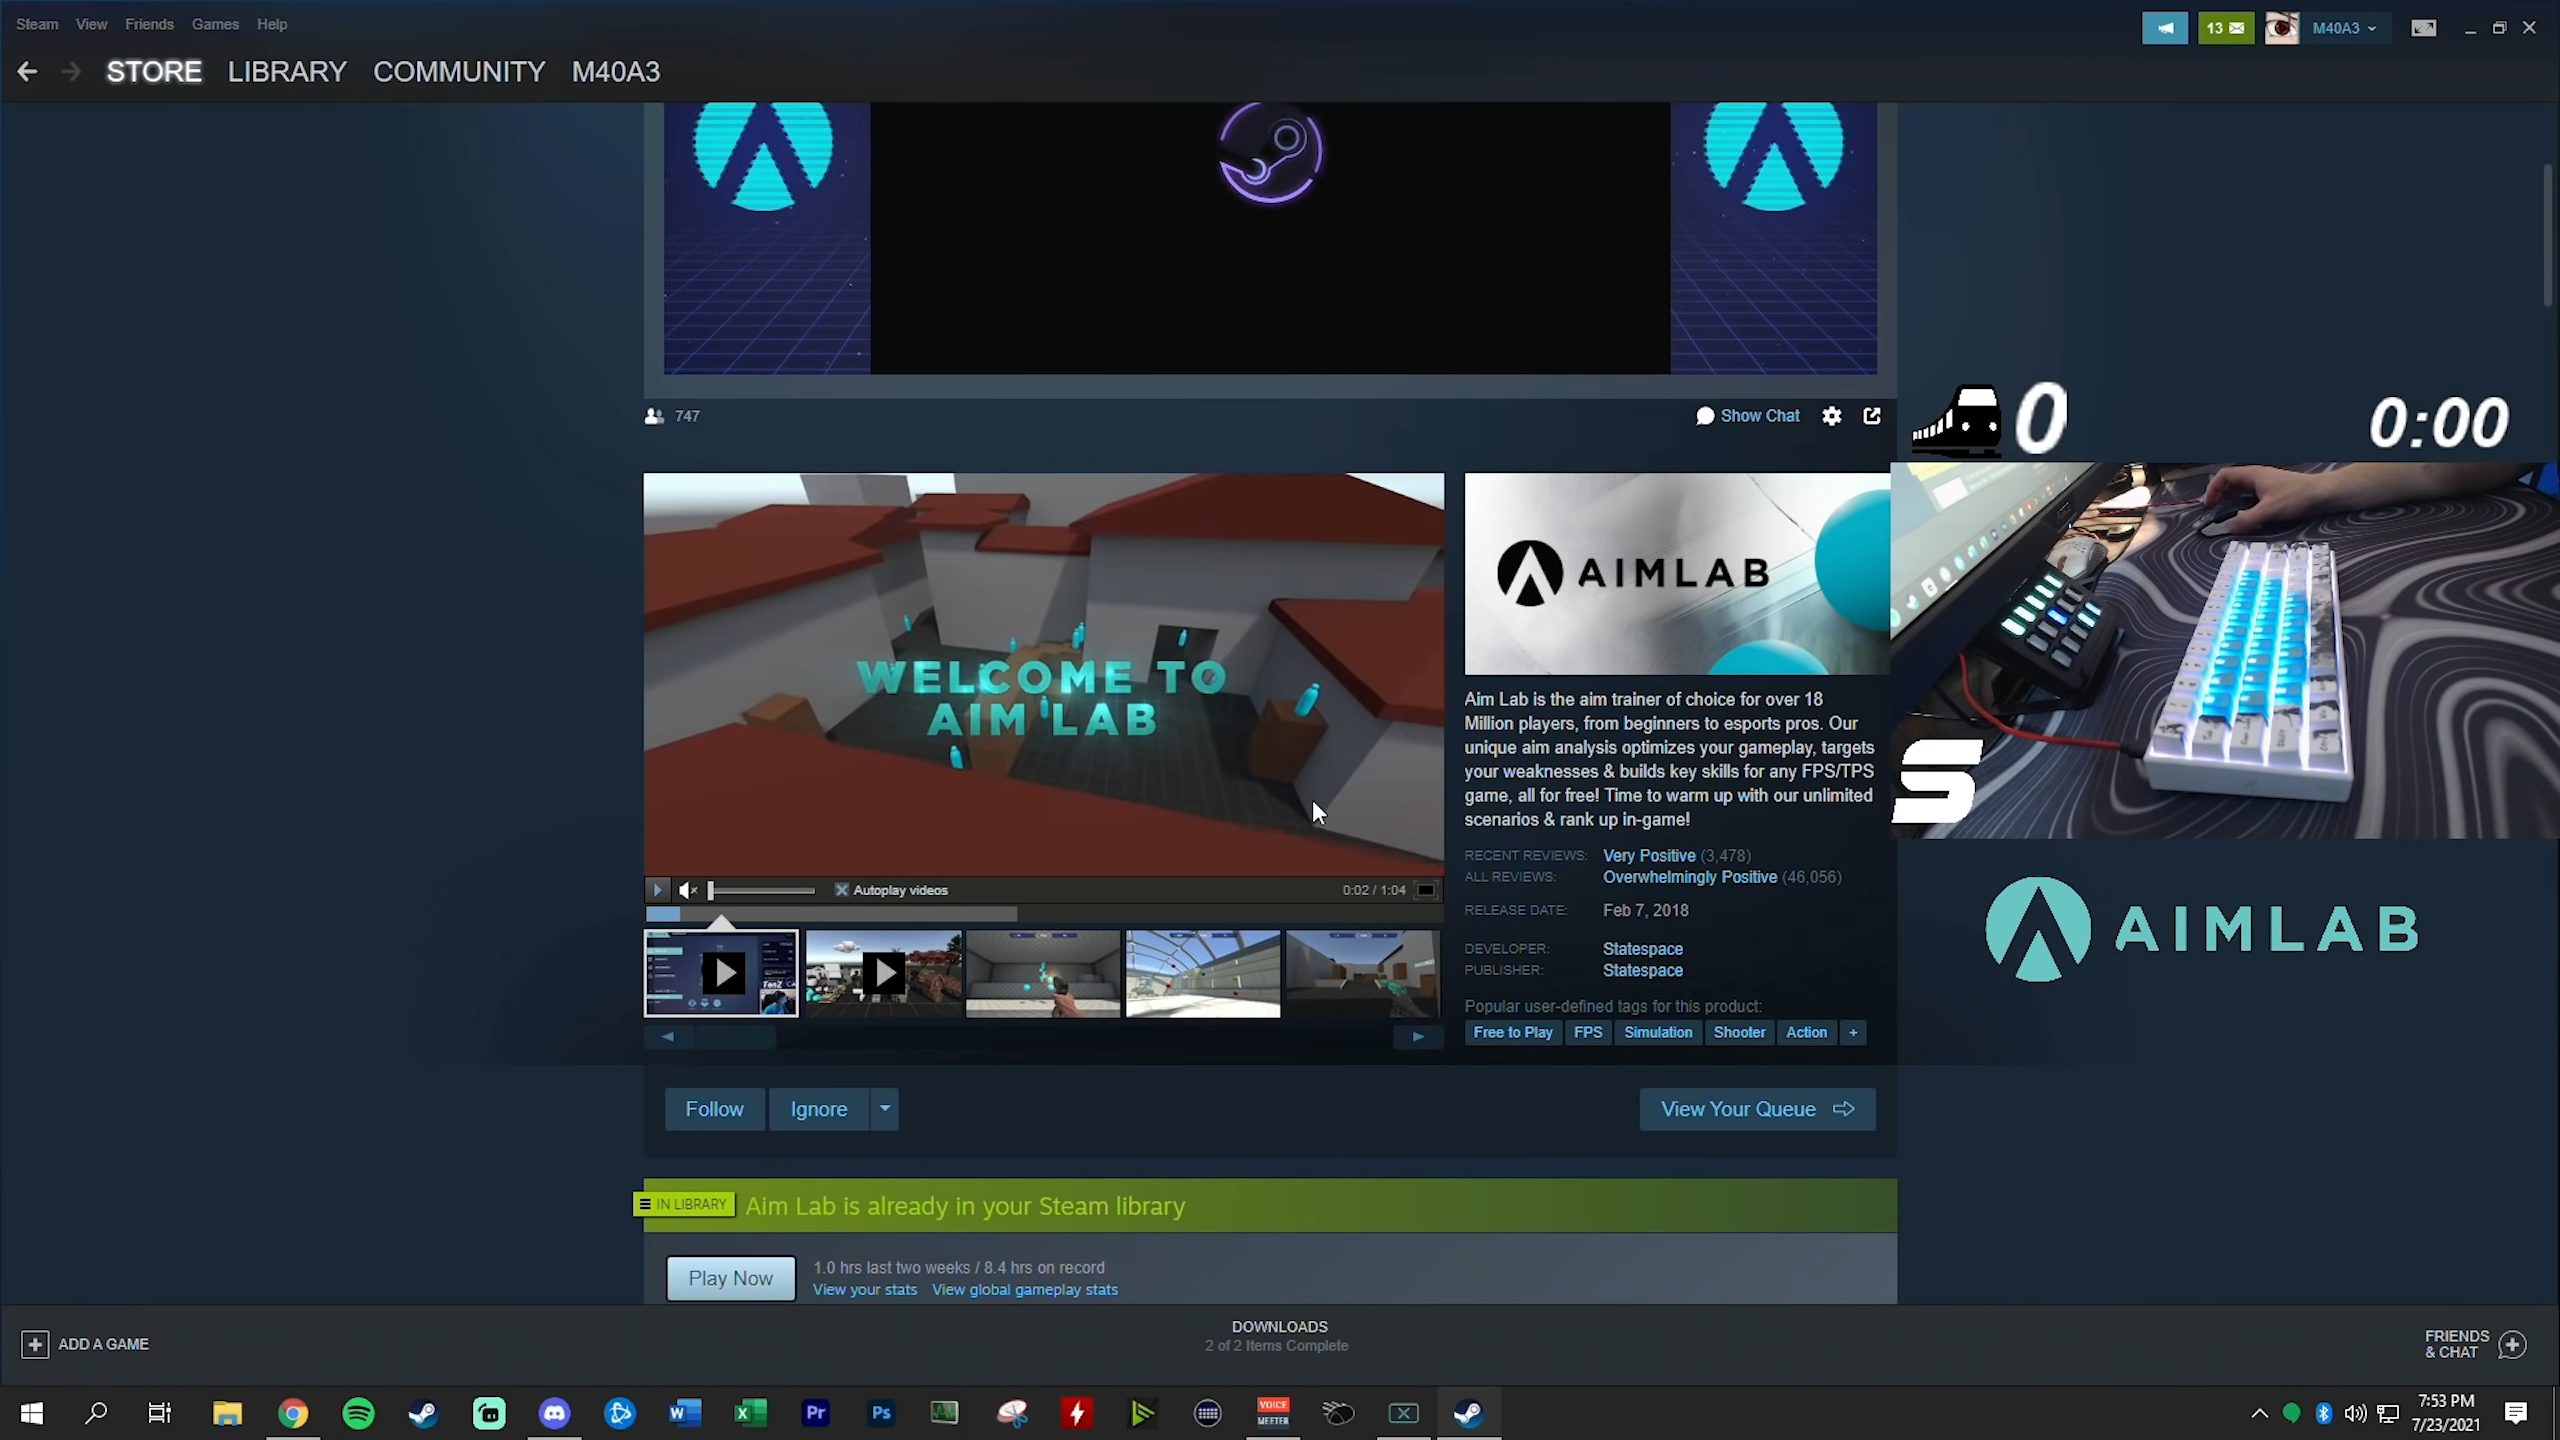 Steam View Friends Games Help
13 M40A3
STORE LIBRARY COMMUNITY M40A3
747
Show Chat
0
0:00
WELCOME TO
AIM LAB
AIMLAB
Aim Lab is the aim trainer of choice for over 18
Million players, from beginners to esports pros. Our
unique aim analysis optimizes your gameplay, targets
your weaknesses & builds key skills for any FPS/TPS
game, all for free! Time to warm up with our unlimited
scenarios & rank up in-game!
RECENT REVIEWS: Very Positive (3,478)
ALL REVIEWS: Overwhelmingly Positive (46,056)
RELEASE DATE: Feb 7, 2018
DEVELOPER: Statespace
PUBLISHER: Statespace
Popular user-defined tags for this product:
Free to Play FPS Simulation Shooter Action +
Autoplay videos 0:02 / 1:04
TenZ
S
AIMLAB
Follow Ignore
View Your Queue
IN LIBRARY Aim Lab is already in your Steam library
Play Now
1.0 hrs last two weeks / 8.4 hrs on record
View your stats View global gameplay stats
ADD A GAME
DOWNLOADS
2 of 2 Items Complete
FRIENDS
& CHAT
W
X
Pr
Ps
VOICE
MEETER
7:53 PM
7/23/2021